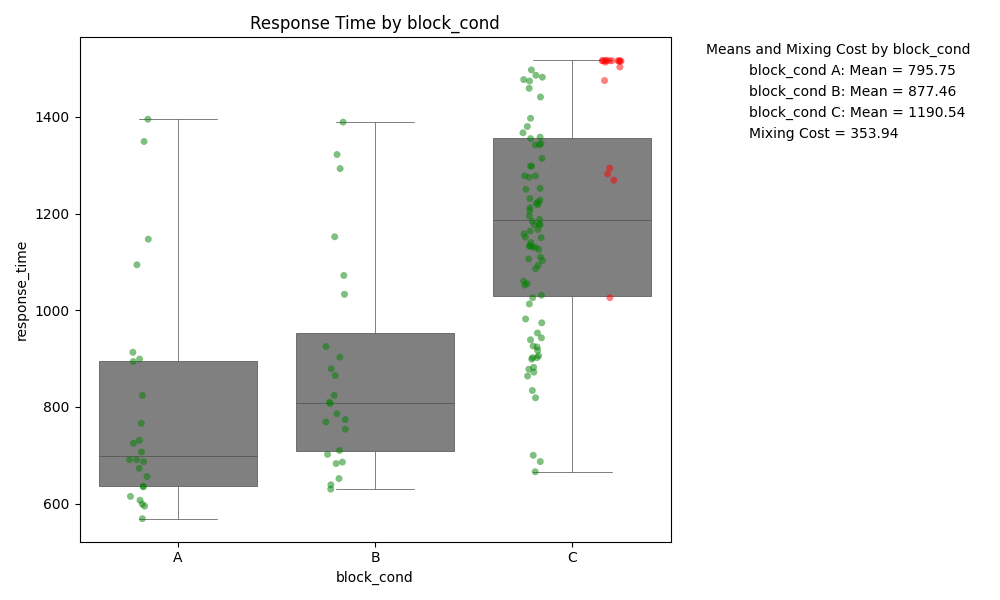 Response Time by block_cond
Means and Mixing Cost by block_cond
block_cond A: Mean = 795.75
block_cond B: Mean = 877.46
block_cond C: Mean = 1190.54
Mixing Cost = 353.94
response_time
1400
1200
1000
800
600
A
B
C
block_cond